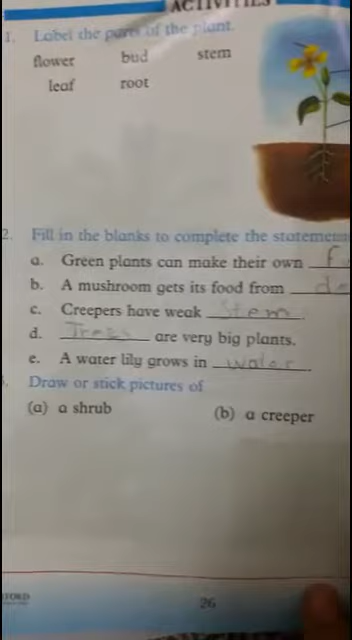 ACTIVITIES
1. Label the parts of the plant.
flower bud stem
leaf root
2. Fill in the blanks to complete the statements
a. Green plants can make their own
b. A mushroom gets its food from de
c. Creepers have weak stem.
d. Trees are very big plants.
e. A water lily grows in water.
Draw or stick pictures of
(a) a shrub (b) a creeper
26